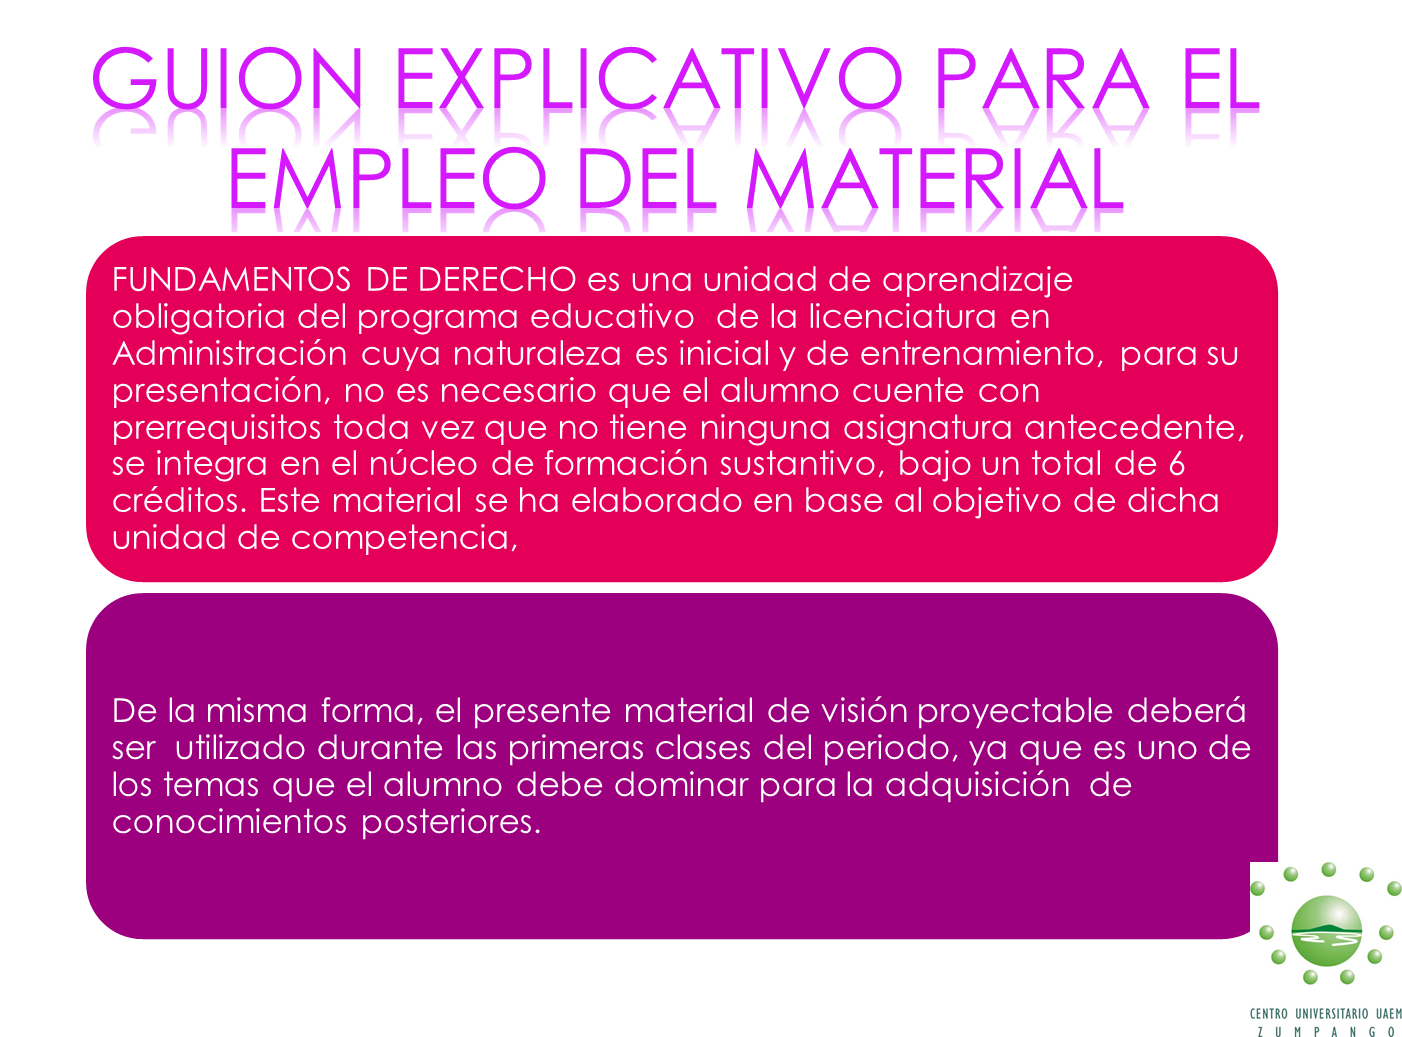 GUION EXPLICATIVO PARA EL
EMPLEO DEL MATERIAL
FUNDAMENTOS DE DERECHO es una unidad de aprendizaje
obligatoria del programa educativo de la licenciatura en
Administración cuya naturaleza es inicial y de entrenamiento, para su
presentación, no es necesario que el alumno cuente con
prerrequisitos toda vez que no tiene ninguna asignatura antecedente,
se integra en el núcleo de formación sustantivo, bajo un total de 6
créditos. Este material se ha elaborado en base al objetivo de dicha
unidad de competencia,
De la misma forma, el presente material de visión proyectable deberá
ser utilizado durante las primeras clases del periodo, ya que es uno de
los temas que el alumno debe dominar para la adquisición de
conocimientos posteriores.
CENTRO UNIVERSITARIO UAEM
ZUMPANGO